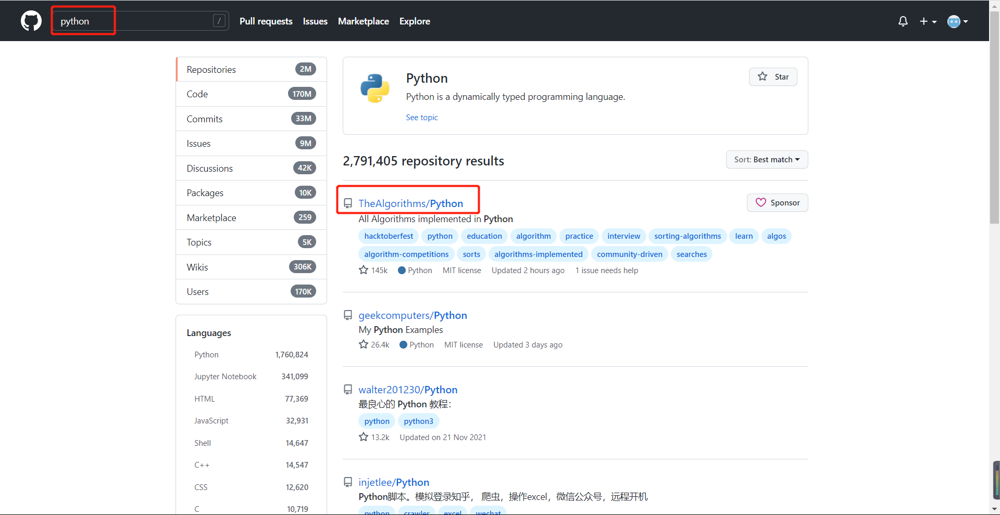 python /
Pull requests Issues Marketplace Explore
Repositories 2M
Code 170M
Commits 33M
Issues 9M
Discussions 42K
Packages 10K
Marketplace 259
Topics 5K
Wikis 306K
Users 170K
Languages
Python 1,760,824
Jupyter Notebook 341,099
HTML 77,369
JavaScript 32,931
Shell 14,647
C++ 14,547
CSS 12,620
C 10,719
Python
Star
Python is a dynamically typed programming language.
See topic
2,791,405 repository results
Sort: Best match
TheAlgorithms/Python
Sponsor
All Algorithms implemented in Python
hacktoberfest python education algorithm practice interview sorting-algorithms learn algos
algorithm-competitions sorts algorithms-implemented community-driven searches
145k Python MIT license Updated 2 hours ago 1 issue needs help
geekcomputers/Python
My Python Examples
26.4k Python MIT license Updated 3 days ago
walter201230/Python
最良心的 Python 教程：
python python3
13.2k Updated on 21 Nov 2021
injetlee/Python
Python脚本。模拟登录知乎， 爬虫，操作excel，微信公众号，远程开机
python crawler excel wechat